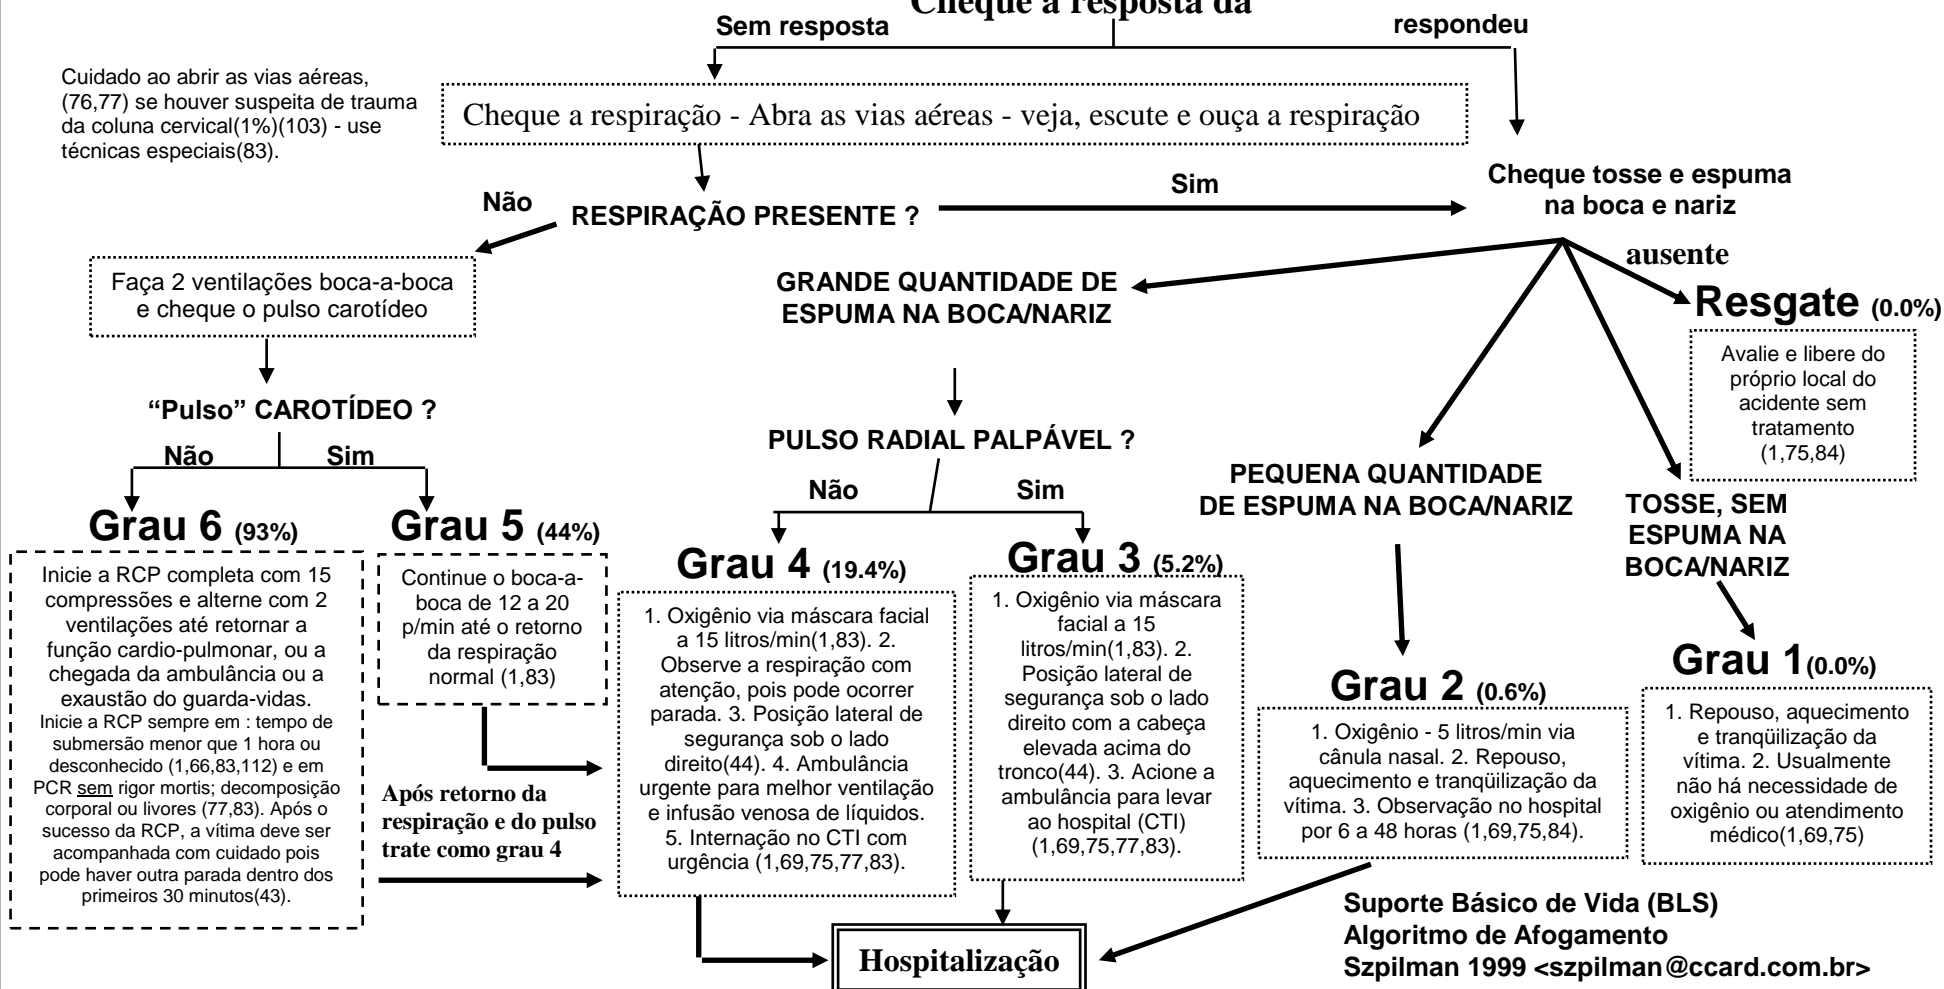 Cheque a resposta da
Sem resposta
respondeu
Cuidado ao abrir as vias aéreas,
(76,77) se houver suspeita de trauma
da coluna cervical(1%)(103) - use
técnicas especiais(83).
Cheque a respiração - Abra as vias aéreas - veja, escute e ouça a respiração
Não
RESPIRAÇÃO PRESENTE ?
Sim
Cheque tosse e espuma
na boca e nariz
ausente
Faça 2 ventilações boca-a-boca
e cheque o pulso carotídeo
GRANDE QUANTIDADE DE
ESPUMA NA BOCA/NARIZ
Resgate (0.0%)
Avalie e libere do
próprio local do
acidente sem
tratamento
(1,75,84)
“Pulso” CAROTÍDEO ?
Não
Sim
PULSO RADIAL PALPÁVEL ?
Não
Sim
PEQUENA QUANTIDADE
DE ESPUMA NA BOCA/NARIZ
TOSSE, SEM
ESPUMA NA
BOCA/NARIZ
Grau 6 (93%)
Inicie a RCP completa com 15
compressões e alterne com 2
ventilações até retornar a
função cardio-pulmonar, ou a
chegada da ambulância ou a
exaustão do guarda-vidas.
Inicie a RCP sempre em : tempo de
submersão menor que 1 hora ou
desconhecido (1,66,83,112) e em
PCR sem rigor mortis; decomposição
corporal ou livores (77,83). Após o
sucesso da RCP, a vítima deve ser
acompanhada com cuidado pois
pode haver outra parada dentro dos
primeiros 30 minutos(43).
Grau 5 (44%)
Continue o boca-a-
boca de 12 a 20
p/min até o retorno
da respiração
normal (1,83)
Após retorno da
respiração e do pulso
trate como grau 4
Grau 4 (19.4%)
1. Oxigênio via máscara facial
a 15 litros/min(1,83). 2.
Observe a respiração com
atenção, pois pode ocorrer
parada. 3. Posição lateral de
segurança sob o lado
direito(44). 4. Ambulância
urgente para melhor ventilação
e infusão venosa de líquidos.
5. Internação no CTI com
urgência (1,69,75,77,83).
Grau 3 (5.2%)
1. Oxigênio via máscara
facial a 15
litros/min(1,83). 2.
Posição lateral de
segurança sob o lado
direito com a cabeça
elevada acima do
tronco(44). 3. Acione a
ambulância para levar
ao hospital (CTI)
(1,69,75,77,83).
Grau 2 (0.6%)
1. Oxigênio - 5 litros/min via
cânula nasal. 2. Repouso,
aquecimento e tranqüilização da
vítima. 3. Observação no hospital
por 6 a 48 horas (1,69,75,84).
Grau 1(0.0%)
1. Repouso, aquecimento
e tranqüilização da
vítima. 2. Usualmente
não há necessidade de
oxigênio ou atendimento
médico(1,69,75)
Hospitalização
Suporte Básico de Vida (BLS)
Algoritmo de Afogamento
Szpilman 1999 <szpilman@ccard.com.br>